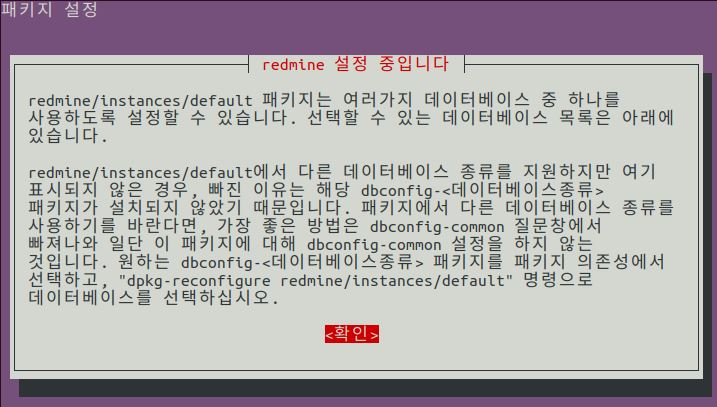 패키지 설정
redmine 설정 중입니다
redmine/instances/default 패키지는 여러가지 데이터베이스 중 하나를
사용하도록 설정할 수 있습니다. 선택할 수 있는 데이터베이스 목록은 아래에
있습니다.
redmine/instances/default에서 다른 데이터베이스 종류를 지원하지만 여기
표시되지 않은 경우, 빠진 이유는 해당 dbconfig-<데이터베이스종류>
패키지가 설치되지 않았기 때문입니다. 패키지에서 다른 데이터베이스 종류를
사용하기를 바란다면, 가장 좋은 방법은 dbconfig-common 질문창에서
빠져나와 일단 이 패키지에 대해 dbconfig-common 설정을 하지 않는
것입니다. 원하는 dbconfig-<데이터베이스종류> 패키지를 패키지 의존성에서
선택하고, "dpkg-reconfigure redmine/instances/default" 명령으로
데이터베이스를 선택하십시오.
<확인>